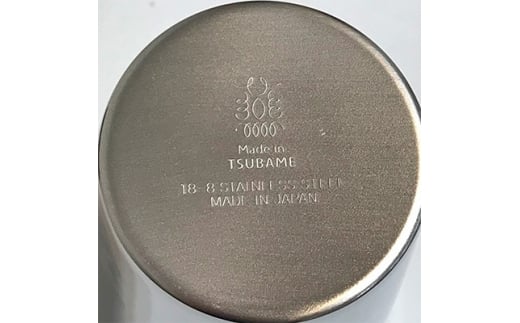 Made in
TSUBAME
18-8 STAINLESS STEEL
MADE IN JAPAN